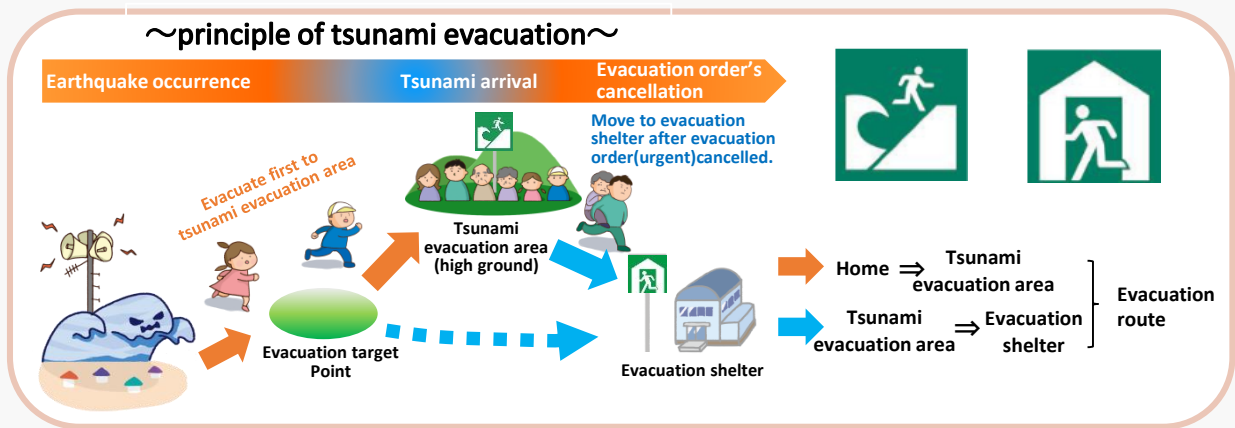 ～principle of tsunami evacuation～
Earthquake occurrence
Tsunami arrival
Evacuation order’s
cancellation
Evacuate first to
tsunami evacuation area
Move to evacuation
shelter after evacuation
order(urgent)cancelled.
Tsunami
evacuation area
(high ground)
Evacuation target
Point
Evacuation shelter
Home ⇒ Tsunami
evacuation area
Tsunami
evacuation area ⇒ Evacuation
shelter
Evacuation
route